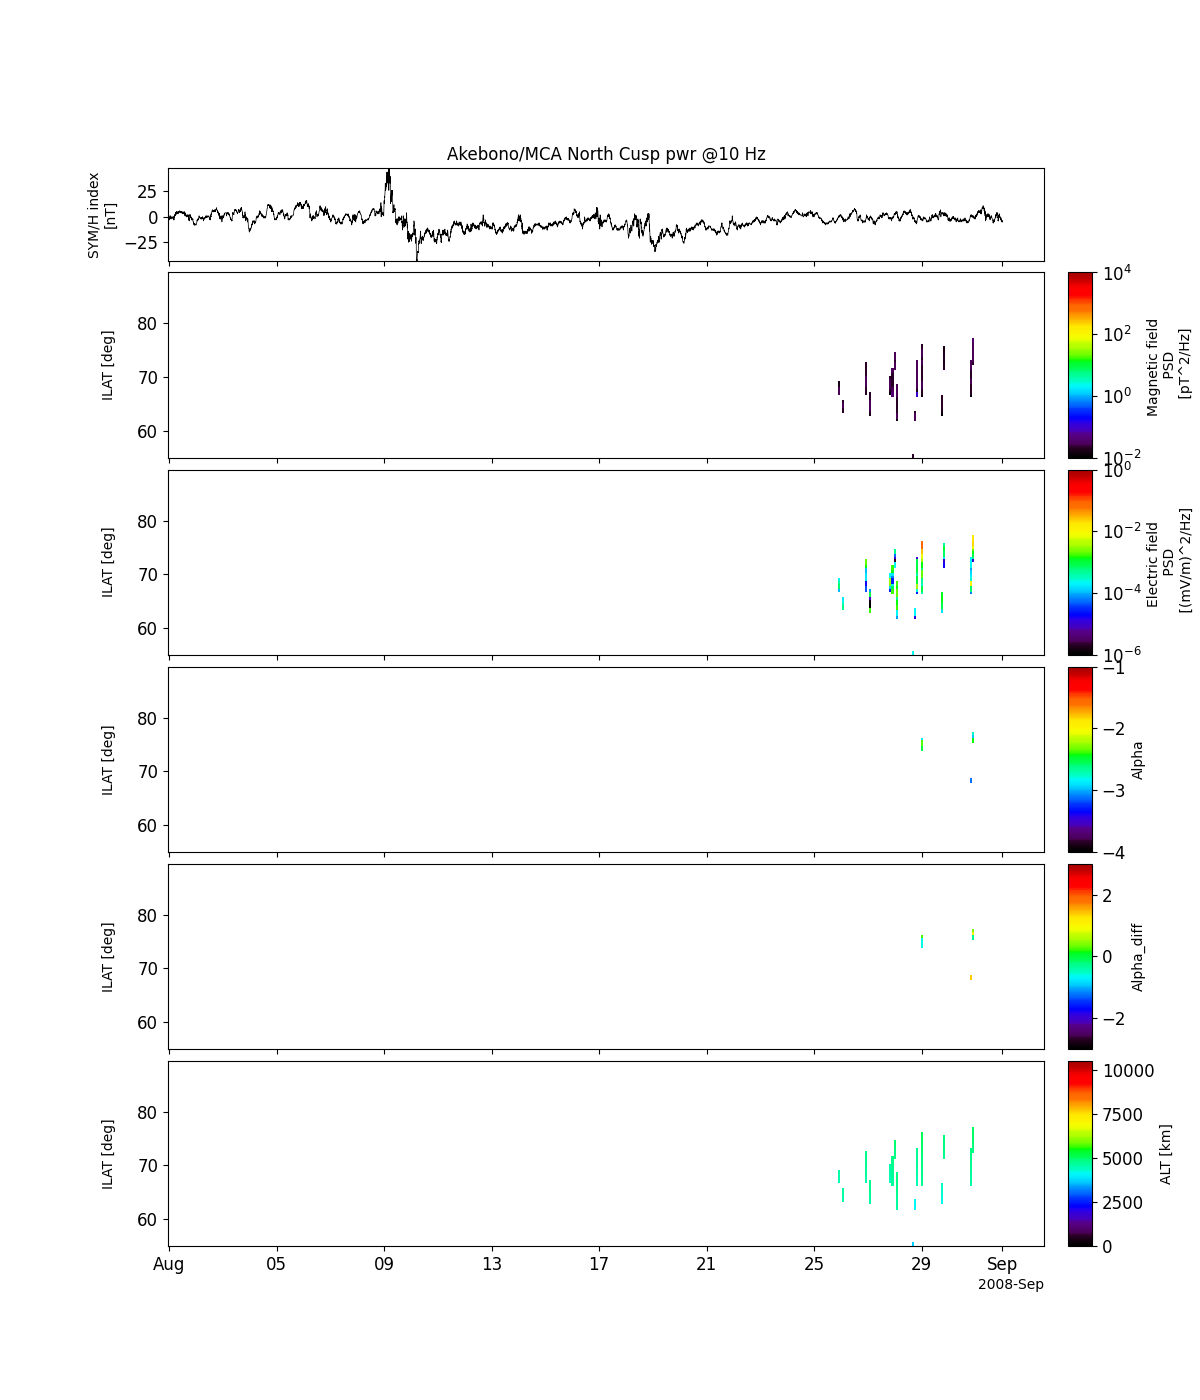 Akebono/MCA North Cusp pwr @10 Hz
SYM/H index
[nT]
25
0
−25
ILAT [deg]
80
70
60
10^4
10^2
10^0
10^−2
Magnetic field
PSD
[pT^2/Hz]
ILAT [deg]
80
70
60
10^0
10^−2
10^−4
10^−6
Electric field
PSD
[(mV/m)^2/Hz]
ILAT [deg]
80
70
60
−1
−2
−3
−4
Alpha
ILAT [deg]
80
70
60
2
0
−2
Alpha_diff
ILAT [deg]
80
70
60
10000
7500
5000
2500
0
ALT [km]
Aug 05 09 13 17 21 25 29 Sep
2008-Sep